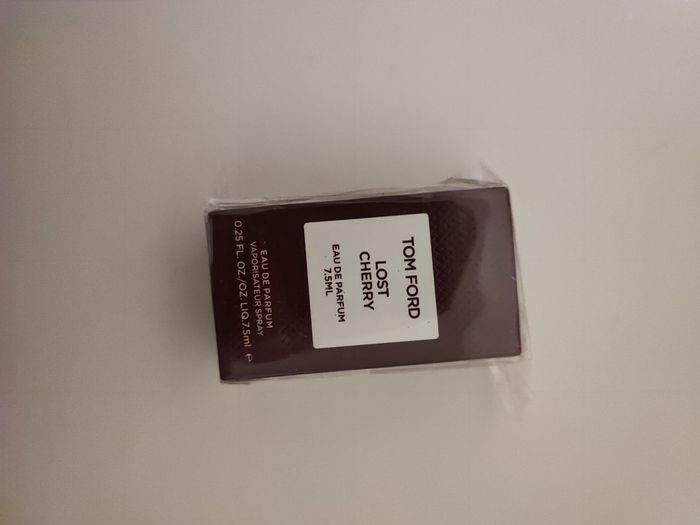 TOM FORD
LOST
CHERRY
EAU DE PARFUM
7.5ML
EAU DE PARFUM
VAPORISATEUR SPRAY
0.25 FL. OZ./OZ. LIQ.7.5ml ℮